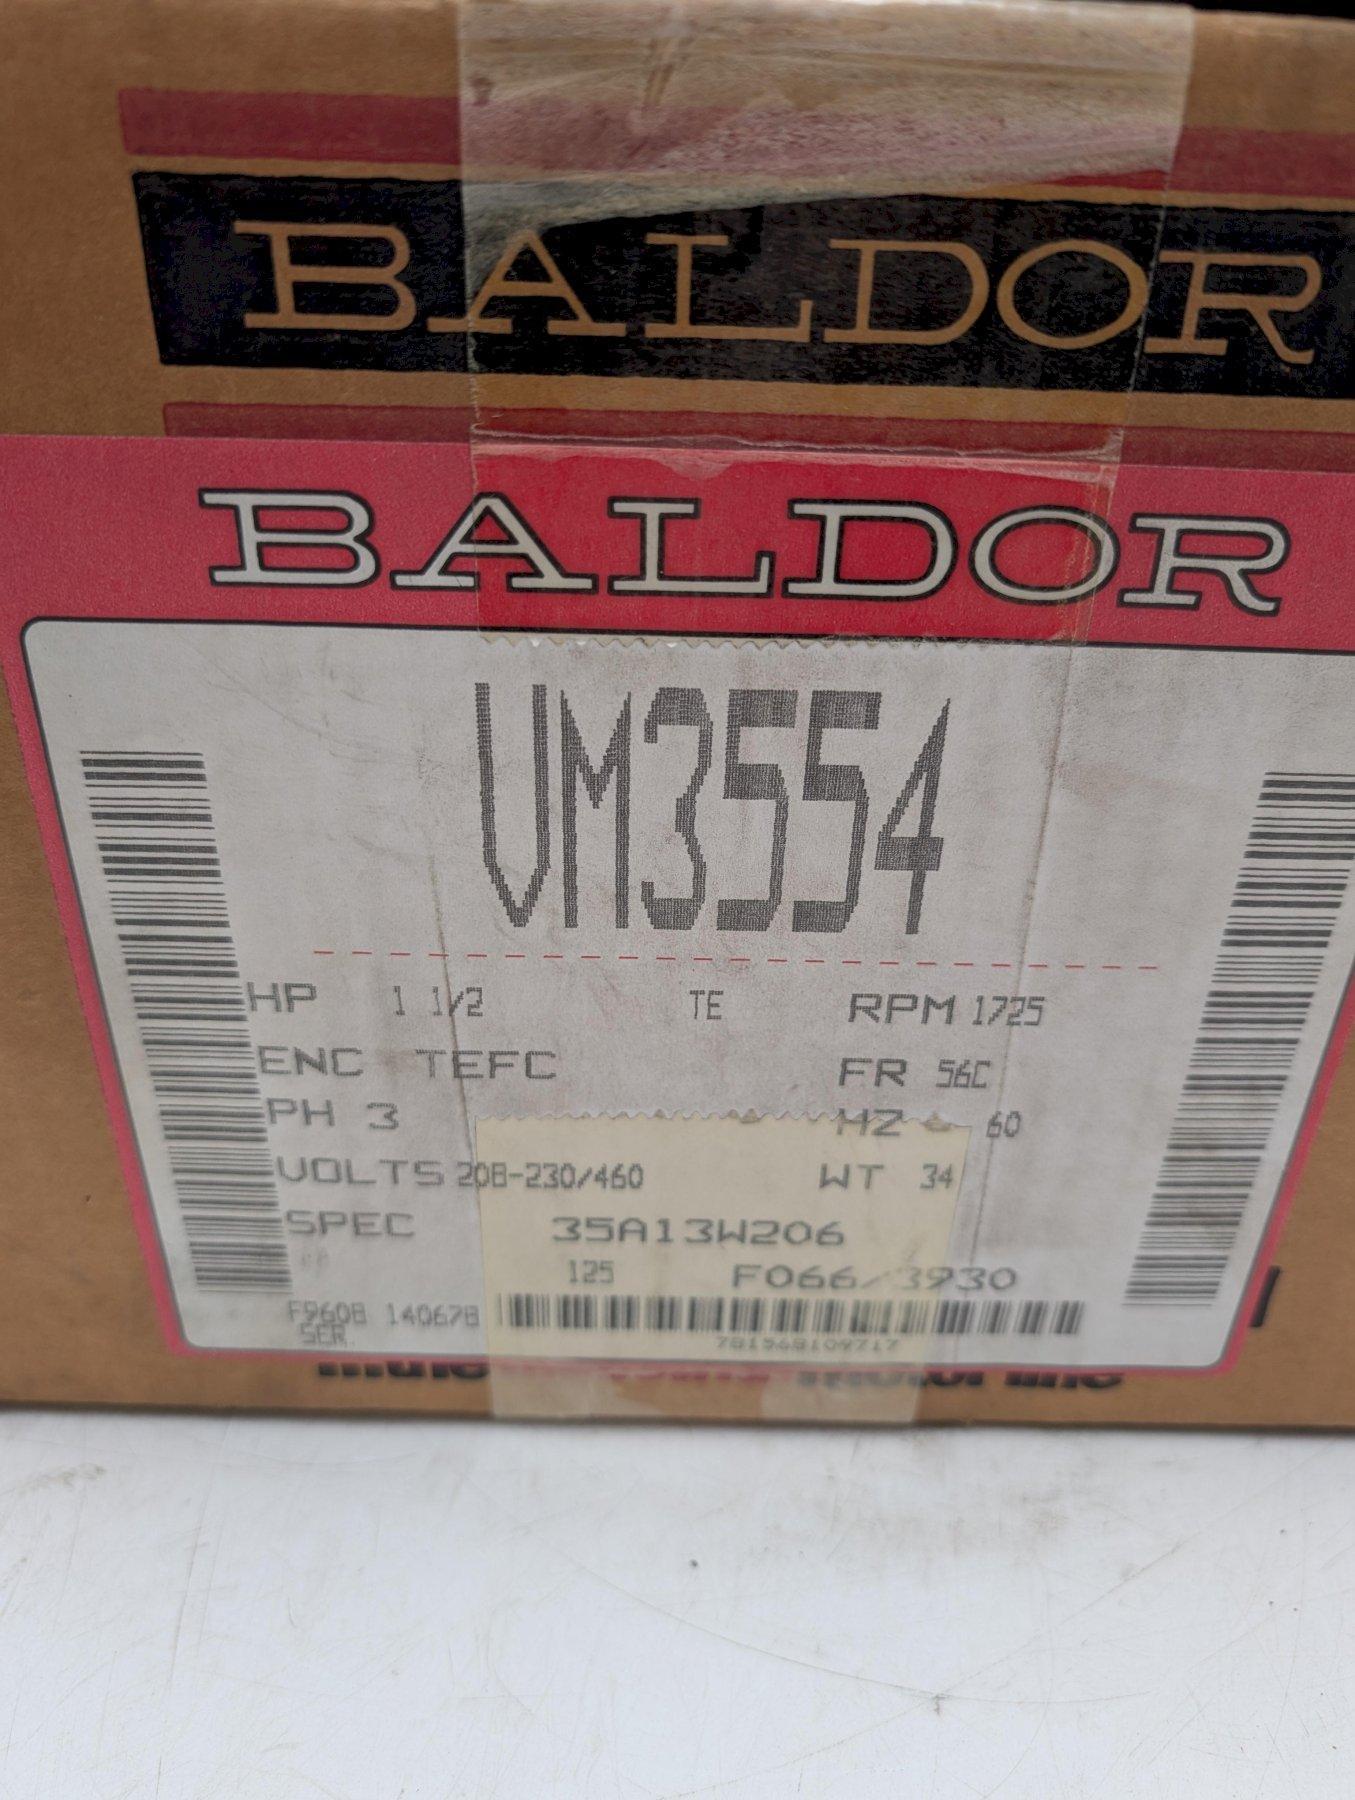 BALDOR
BALDOR
VM3554
HP 1 1/2 TE RPM 1725
ENC TEFC FR 56C
PH 3 HZ 60
VOLTS 208-230/460 WT 34
SPEC 35A13W206
125 F066/3930
F9608 140678
SER.
781568109717